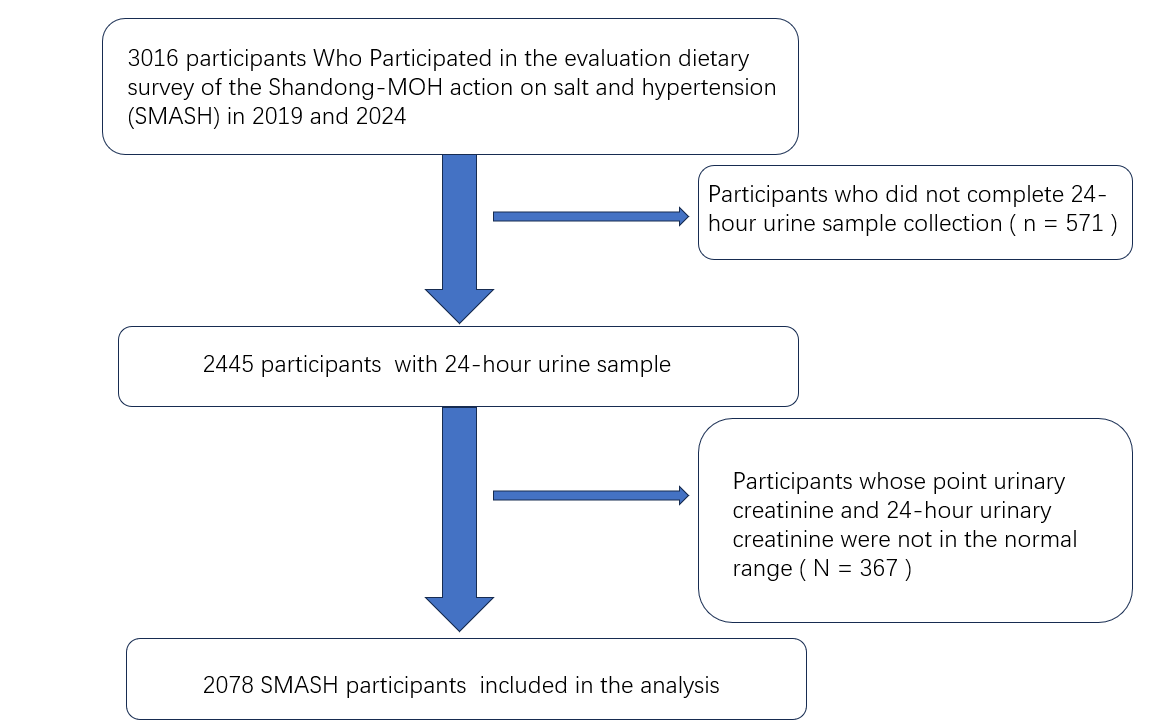 3016 participants Who Participated in the evaluation dietary
survey of the Shandong-MOH action on salt and hypertension
(SMASH) in 2019 and 2024
Participants who did not complete 24-
hour urine sample collection ( n = 571 )
2445 participants  with 24-hour urine sample
Participants whose point urinary
creatinine and 24-hour urinary
creatinine were not in the normal
range ( N = 367 )
2078 SMASH participants  included in the analysis